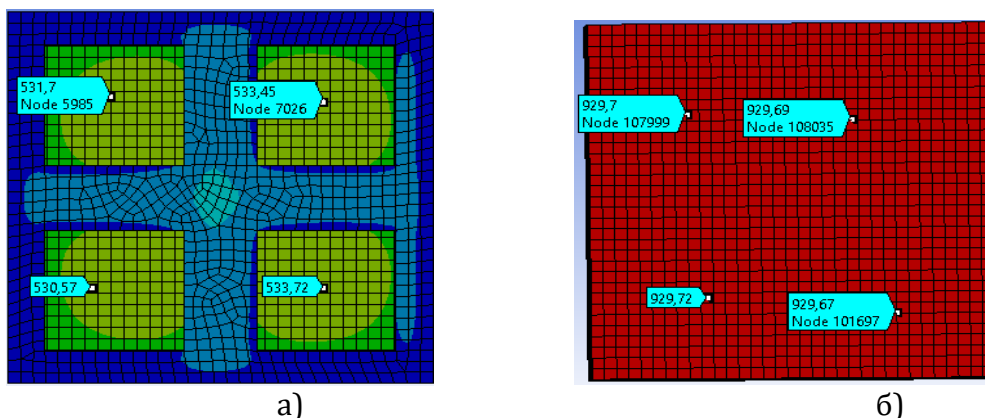 531,7
Node 5985
533,45
Node 7026
530,57
533,72
а)
929,7
Node 107999
929,69
Node 108035
929,72
929,67
Node 101697
б)